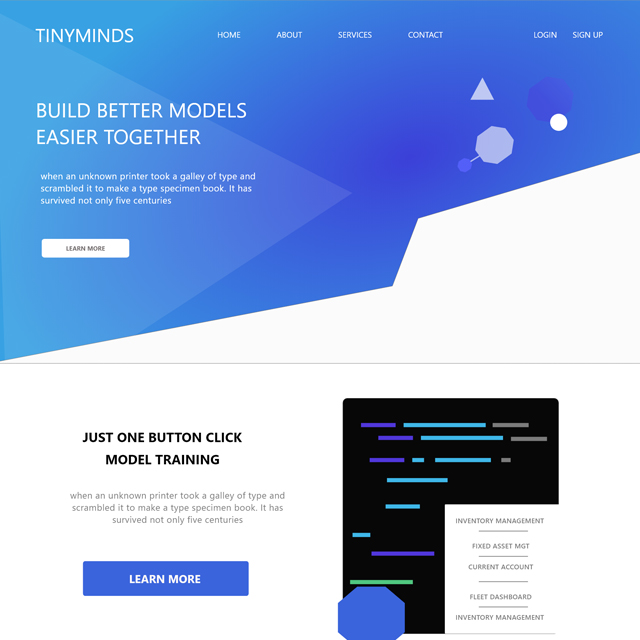 TINYMINDS
HOME ABOUT SERVICES CONTACT LOGIN SIGN UP
BUILD BETTER MODELS
EASIER TOGETHER
when an unknown printer took a galley of type and
scrambled it to make a type specimen book. It has
survived not only five centuries
LEARN MORE
JUST ONE BUTTON CLICK
MODEL TRAINING
when an unknown printer took a galley of type and
scrambled it to make a type specimen book. It has
survived not only five centuries
LEARN MORE
INVENTORY MANAGEMENT
FIXED ASSET MGT
CURRENT ACCOUNT
FLEET DASHBOARD
INVENTORY MANAGEMENT